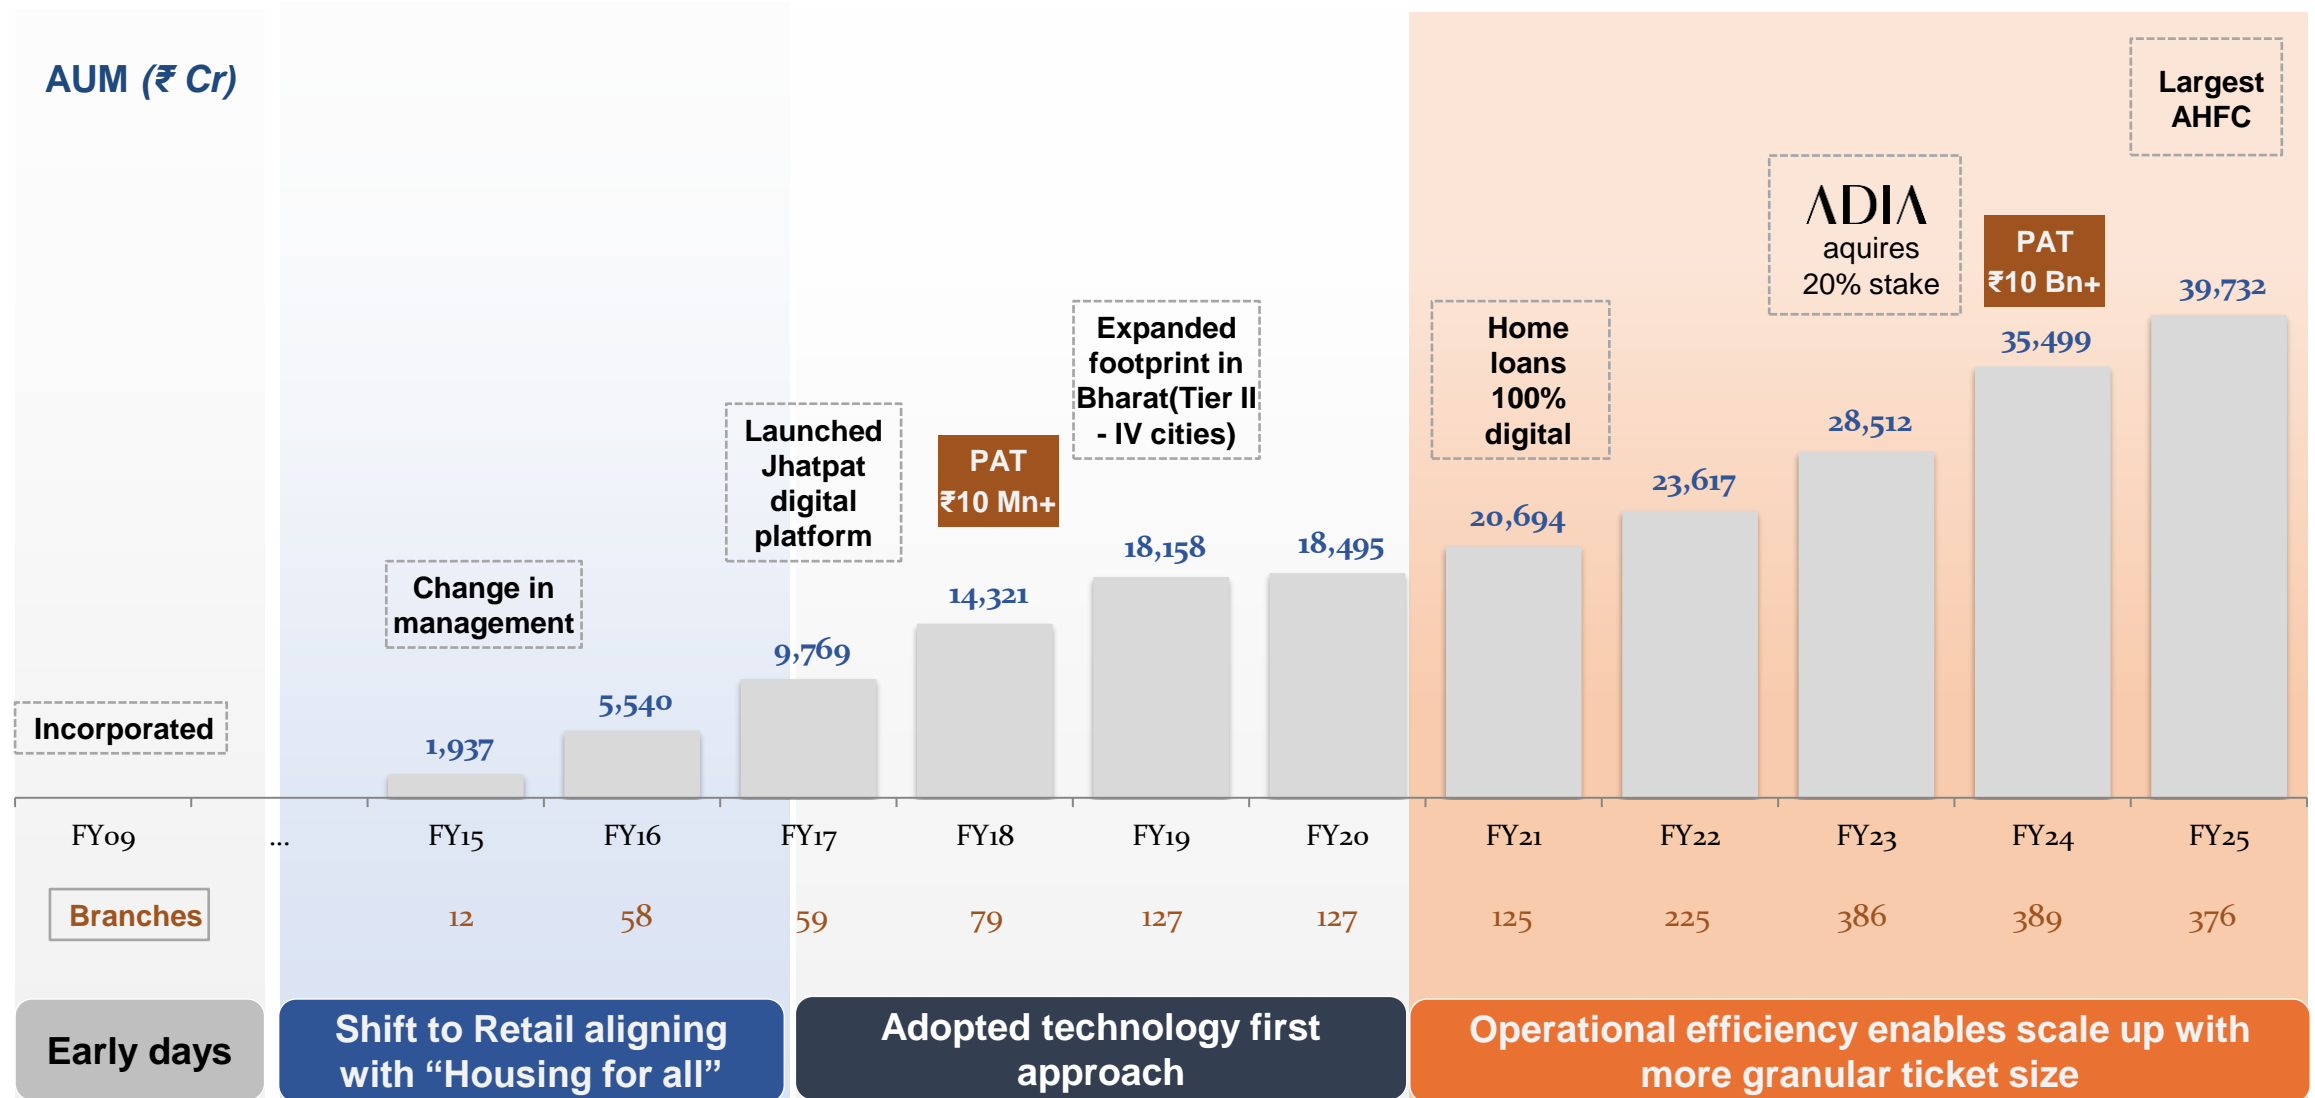 AUM (₹ Cr)
Incorporated
Change in
management
Launched
Jhatpat
digital
platform
PAT
₹10 Mn+
Expanded
footprint in
Bharat(Tier II
- IV cities)
Home
loans
100%
digital
ADIA
aquires
20% stake
PAT
₹10 Bn+
Largest
AHFC
1,937
5,540
9,769
14,321
18,158
18,495
20,694
23,617
28,512
35,499
39,732
FY09 ... FY15 FY16 FY17 FY18 FY19 FY20 FY21 FY22 FY23 FY24 FY25
Branches 12 58 59 79 127 127 125 225 386 389 376
Early days
Shift to Retail aligning
with “Housing for all”
Adopted technology first
approach
Operational efficiency enables scale up with
more granular ticket size